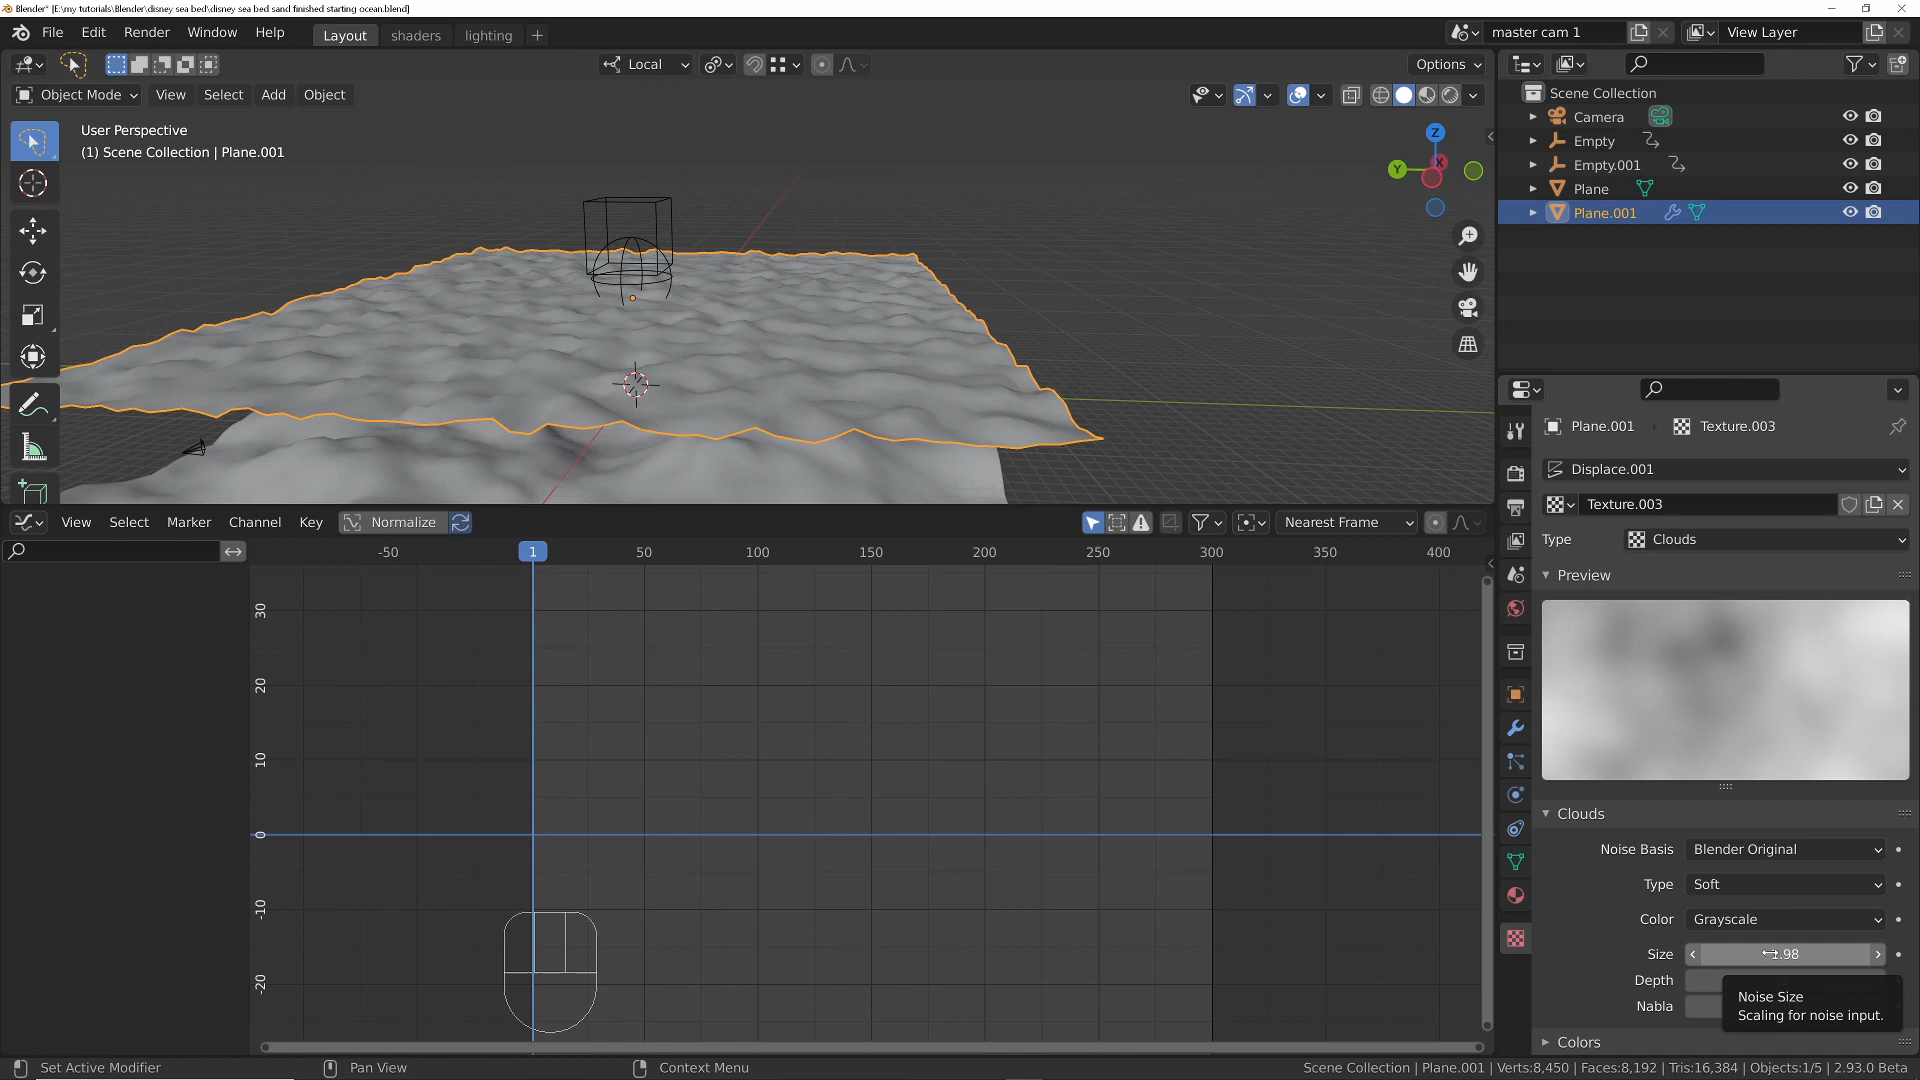 Blender* [E:\my tutorials\Blender\disney sea bed\disney sea bed sand finished starting ocean.blend]
File Edit Render Window Help Layout shaders lighting + master cam 1 View Layer
Local Options
Object Mode View Select Add Object
User Perspective
(1) Scene Collection | Plane.001
Z
Y
X
Scene Collection
Camera
Empty
Empty.001
Plane
Plane.001
Plane.001 Texture.003
Displace.001
Texture.003
Type Clouds
Preview
Clouds
Noise Basis Blender Original
Type Soft
Color Grayscale
Size .98
Depth
Nabla
Noise Size
Scaling for noise input.
Colors
View Select Marker Channel Key Normalize Nearest Frame
-50 1 50 100 150 200 250 300 350 400
30
20
10
0
-10
-20
Set Active Modifier Pan View Context Menu
Scene Collection | Plane.001 | Verts:8,450 | Faces:8,192 | Tris:16,384 | Objects:1/5 | 2.93.0 Beta